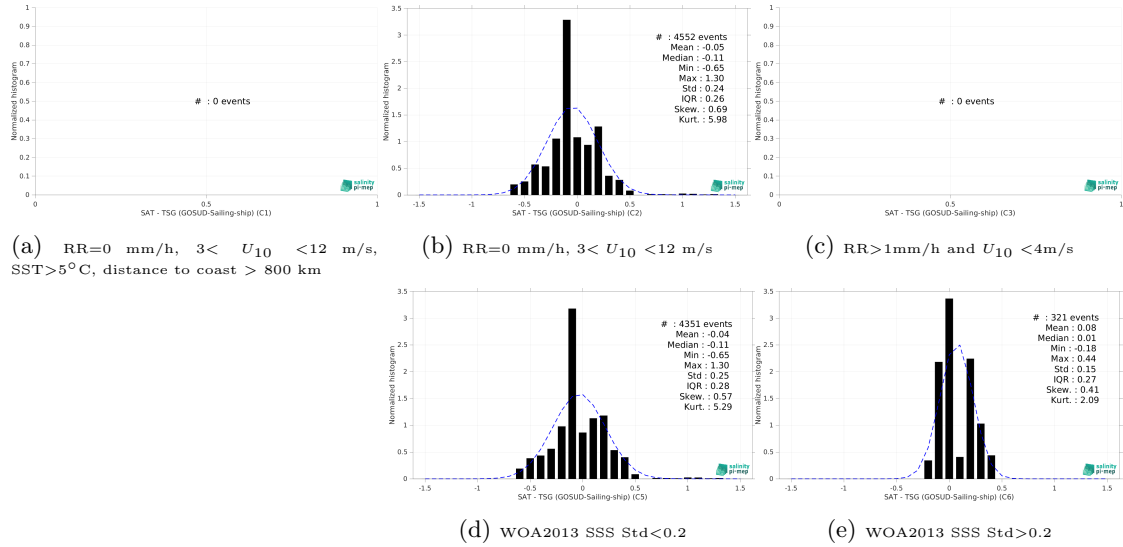 1
0.9
0.8
0.7
0.6
0.5
0.4
0.3
0.2
0.1
0
Normalized histogram
# : 0 events
salinity
pi-mep
0 0.5 1
SAT - TSG (GOSUD-Sailing-ship) (C1)
(a) RR=0 mm/h, 3< U10 <12 m/s,
SST>5°C, distance to coast > 800 km
3.5
3
2.5
2
1.5
1
0.5
0
Normalized histogram
# : 4552 events
Mean : -0.05
Median : -0.11
Min : -0.65
Max : 1.30
Std : 0.24
IQR : 0.26
Skew. : 0.69
Kurt. : 5.98
salinity
pi-mep
-1.5 -1 -0.5 0 0.5 1 1.5
SAT - TSG (GOSUD-Sailing-ship) (C2)
(b) RR=0 mm/h, 3< U10 <12 m/s
1
0.9
0.8
0.7
0.6
0.5
0.4
0.3
0.2
0.1
0
Normalized histogram
# : 0 events
salinity
pi-mep
0 0.5 1
SAT - TSG (GOSUD-Sailing-ship) (C3)
(c) RR>1mm/h and U10 <4m/s
3.5
3
2.5
2
1.5
1
0.5
0
Normalized histogram
# : 4351 events
Mean : -0.04
Median : -0.11
Min : -0.65
Max : 1.30
Std : 0.25
IQR : 0.28
Skew. : 0.57
Kurt. : 5.29
salinity
pi-mep
-1.5 -1 -0.5 0 0.5 1 1.5
SAT - TSG (GOSUD-Sailing-ship) (C5)
(d) WOA2013 SSS Std<0.2
3.5
3
2.5
2
1.5
1
0.5
0
Normalized histogram
# : 321 events
Mean : 0.08
Median : 0.01
Min : -0.18
Max : 0.44
Std : 0.15
IQR : 0.27
Skew. : 0.41
Kurt. : 2.09
salinity
pi-mep
-1.5 -1 -0.5 0 0.5 1 1.5
SAT - TSG (GOSUD-Sailing-ship) (C6)
(e) WOA2013 SSS Std>0.2